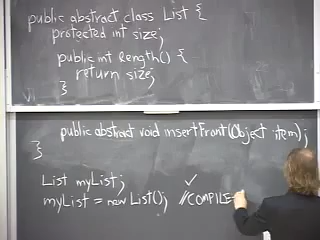 public abstract class List {
protected int size;
public int length() {
return size;
}
public abstract void insertFront(Object item);
}
List myList; ✓
myList = new List(); //COMPILE-